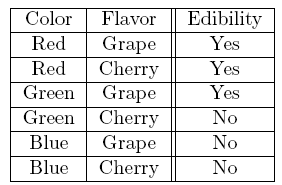 Color Flavor Edibility
Red Grape Yes
Red Cherry Yes
Green Grape Yes
Green Cherry No
Blue Grape No
Blue Cherry No